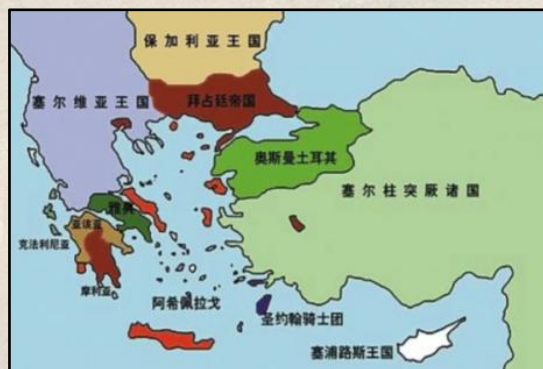 保加利亚王国
塞尔维亚王国
拜占廷帝国
奥斯曼土耳其
塞尔柱突厥诸国
雅典
亚该亚
克法利尼亚
摩利亚
阿希佩拉戈
圣约翰骑士团
塞浦路斯王国